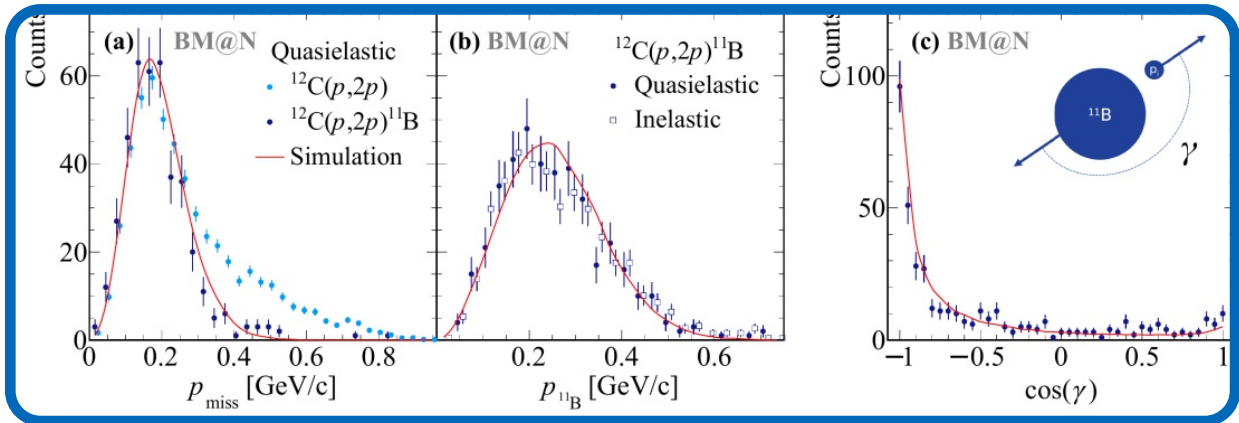 Counts
(a) BM@N
Quasielastic
¹²C(p,2p)
¹²C(p,2p)¹¹B
Simulation
60
40
20
0
0 0.2 0.4 0.6 0.8
p_miss [GeV/c]
(b) BM@N
¹²C(p,2p)¹¹B
Quasielastic
Inelastic
0.2 0.4 0.6
p_¹¹B [GeV/c]
Counts
(c) BM@N
¹¹B
pᵢ
γ
100
50
0
−1 −0.5 0 0.5 1
cos(γ)